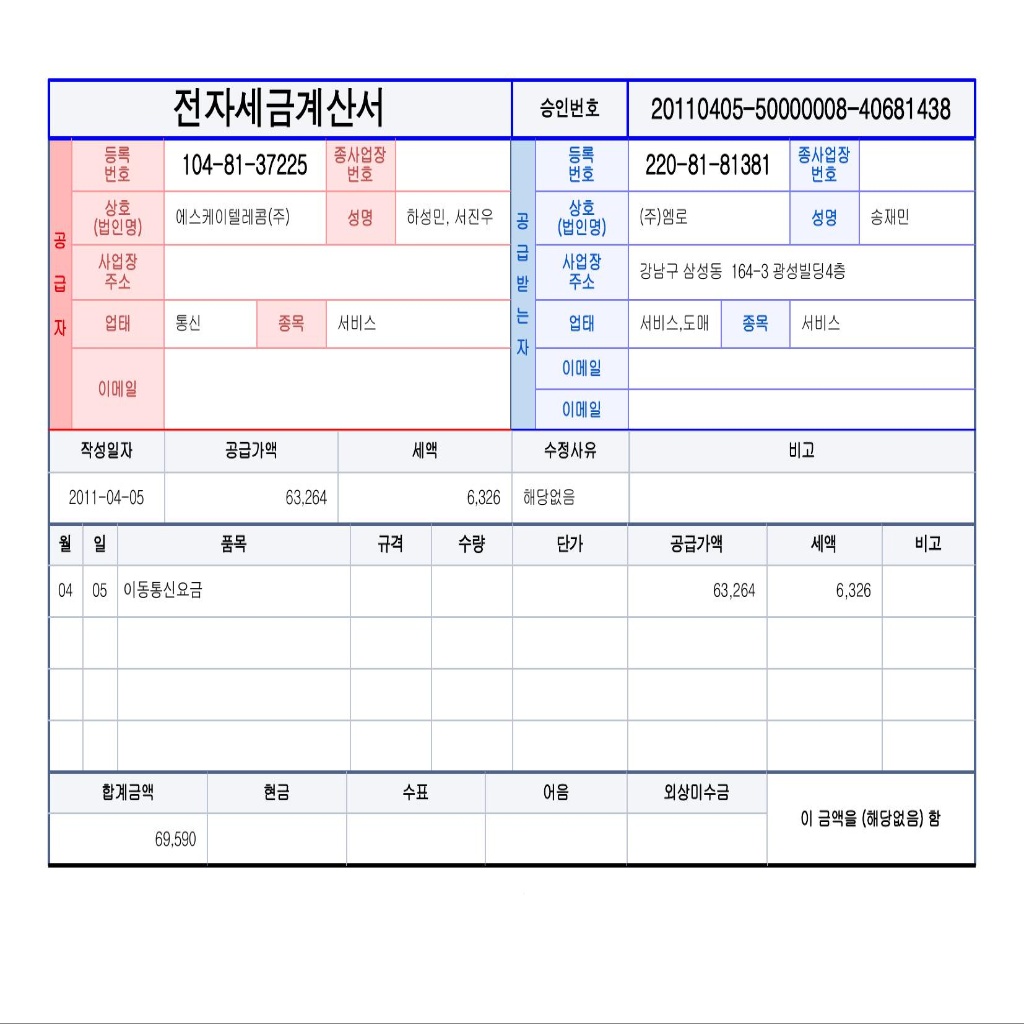 전자세금계산서 승인번호 20110405-50000008-40681438
공급자
등록번호 104-81-37225 종사업장번호
상호(법인명) 에스케이텔레콤(주) 성명 하성민, 서진우
사업장주소
업태 통신 종목 서비스
이메일
공급받는자
등록번호 220-81-81381 종사업장번호
상호(법인명) (주)엠로 성명 송재민
사업장주소 강남구 삼성동 164-3 광성빌딩4층
업태 서비스,도매 종목 서비스
이메일
이메일
작성일자 공급가액 세액 수정사유 비고
2011-04-05 63,264 6,326 해당없음
월 일 품목 규격 수량 단가 공급가액 세액 비고
04 05 이동통신요금 63,264 6,326
합계금액 현금 수표 어음 외상미수금 이 금액을 (해당없음) 함
69,590